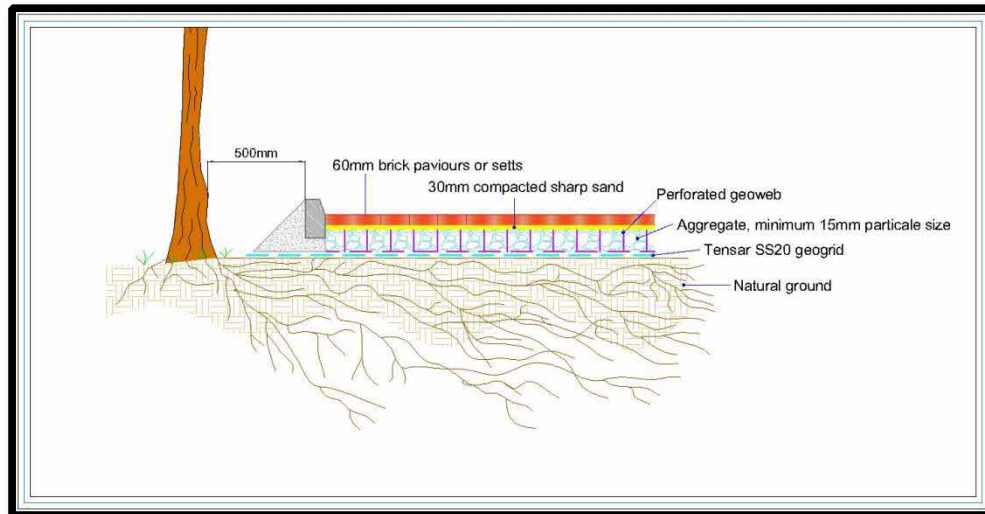 500mm
60mm brick paviours or setts
30mm compacted sharp sand
Perforated geoweb
Aggregate, minimum 15mm particale size
Tensar SS20 geogrid
Natural ground